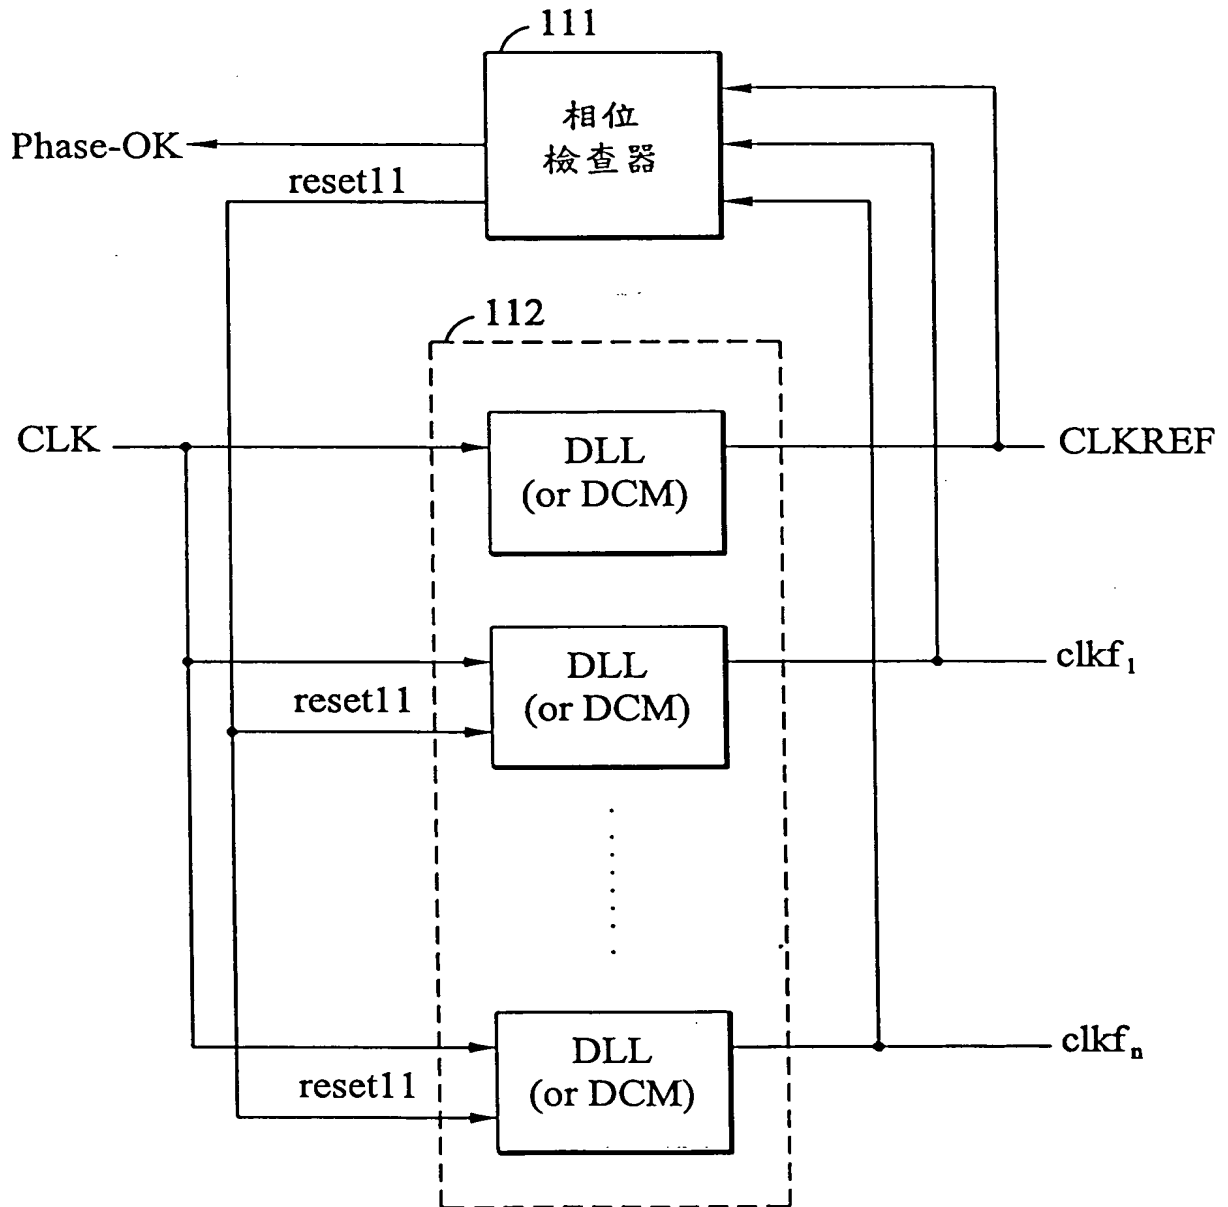 111
相位
檢查器
Phase-OK
reset11
112
CLK
DLL
(or DCM)
CLKREF
DLL
(or DCM)
clkf₁
reset11
DLL
(or DCM)
clkfₙ
reset11